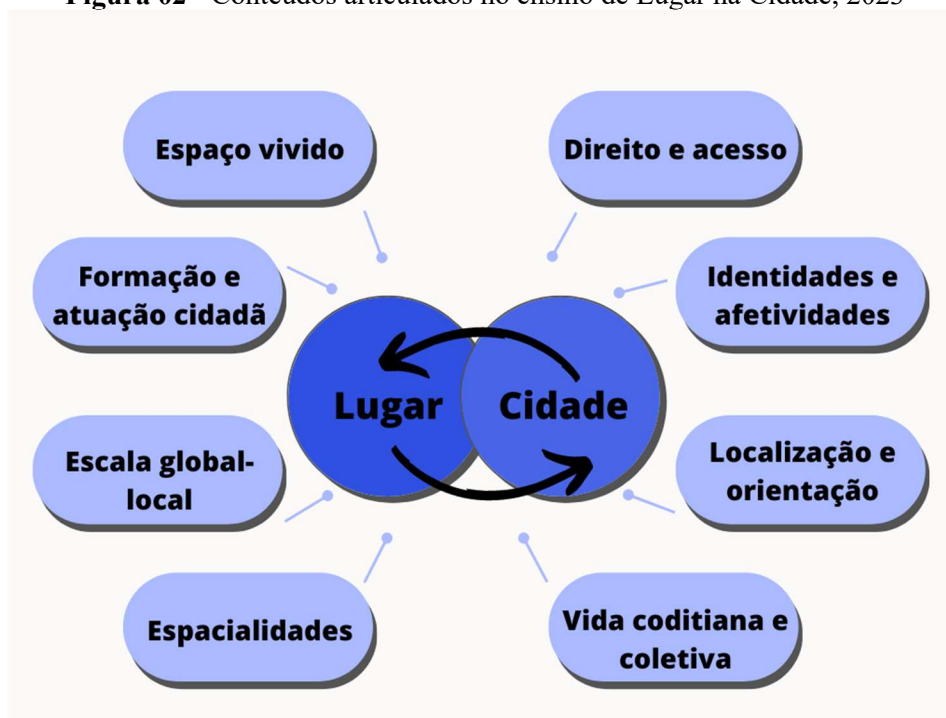 Figura 02 - Conteúdos articulados no ensino de Lugar na Cidade, 2023
Espaço vivido
Direito e acesso
Formação e
atuação cidadã
Identidades e
afetividades
Lugar
Cidade
Escala global-
local
Localização e
orientação
Espacialidades
Vida coditiana e
coletiva